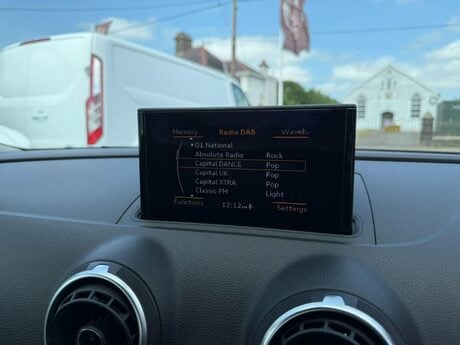 Memory Radio DAB Waveb.
D1 National
Absolute Radio Rock
Capital DANCE Pop
Capital UK Pop
Capital XTRA Pop
Classic FM Light
Functions 12:12 PM Settings